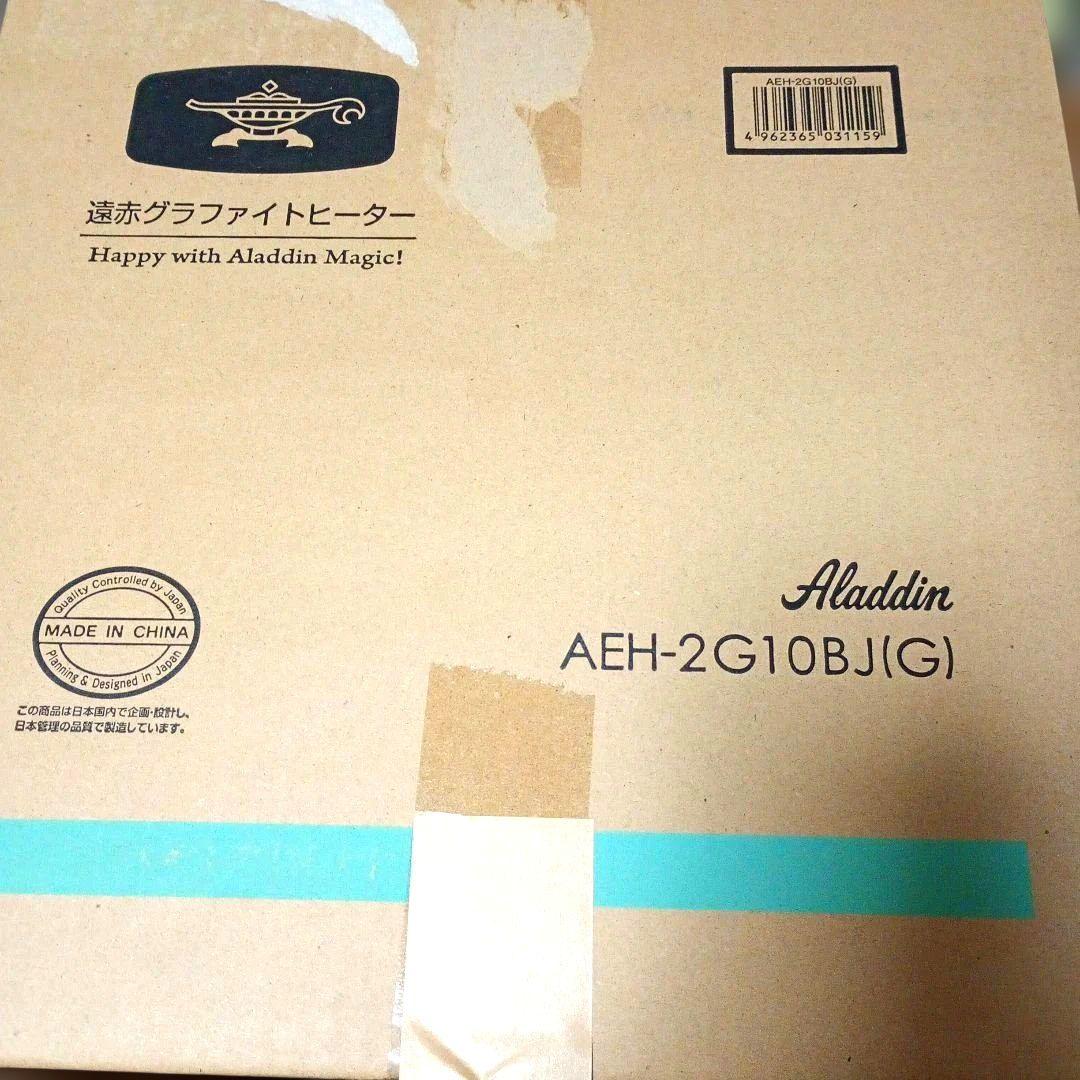 AEH-2G10BJ(G)
4 962365 031159
遠赤グラファイトヒーター
Happy with Aladdin Magic!
Aladdin
AEH-2G10BJ(G)
Quality Controlled by Japan
MADE IN CHINA
Planning & Designed in Japan
この商品は日本国内で企画・設計し、
日本管理の品質で製造しています。